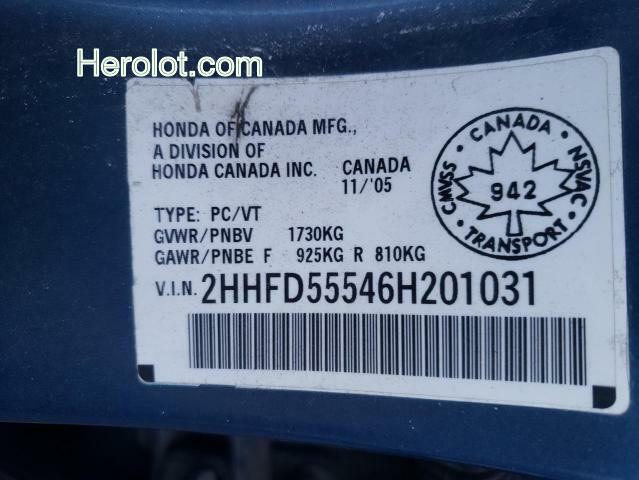 Herolot.com
HONDA OF CANADA MFG.,
A DIVISION OF
HONDA CANADA INC. CANADA
11/'05
TYPE: PC/VT
GVWR/PNBV 1730KG
GAWR/PNBE F 925KG R 810KG
V.I.N. 2HHFD55546H201031
CANADA
CMVSS 942 NSVAC
TRANSPORT